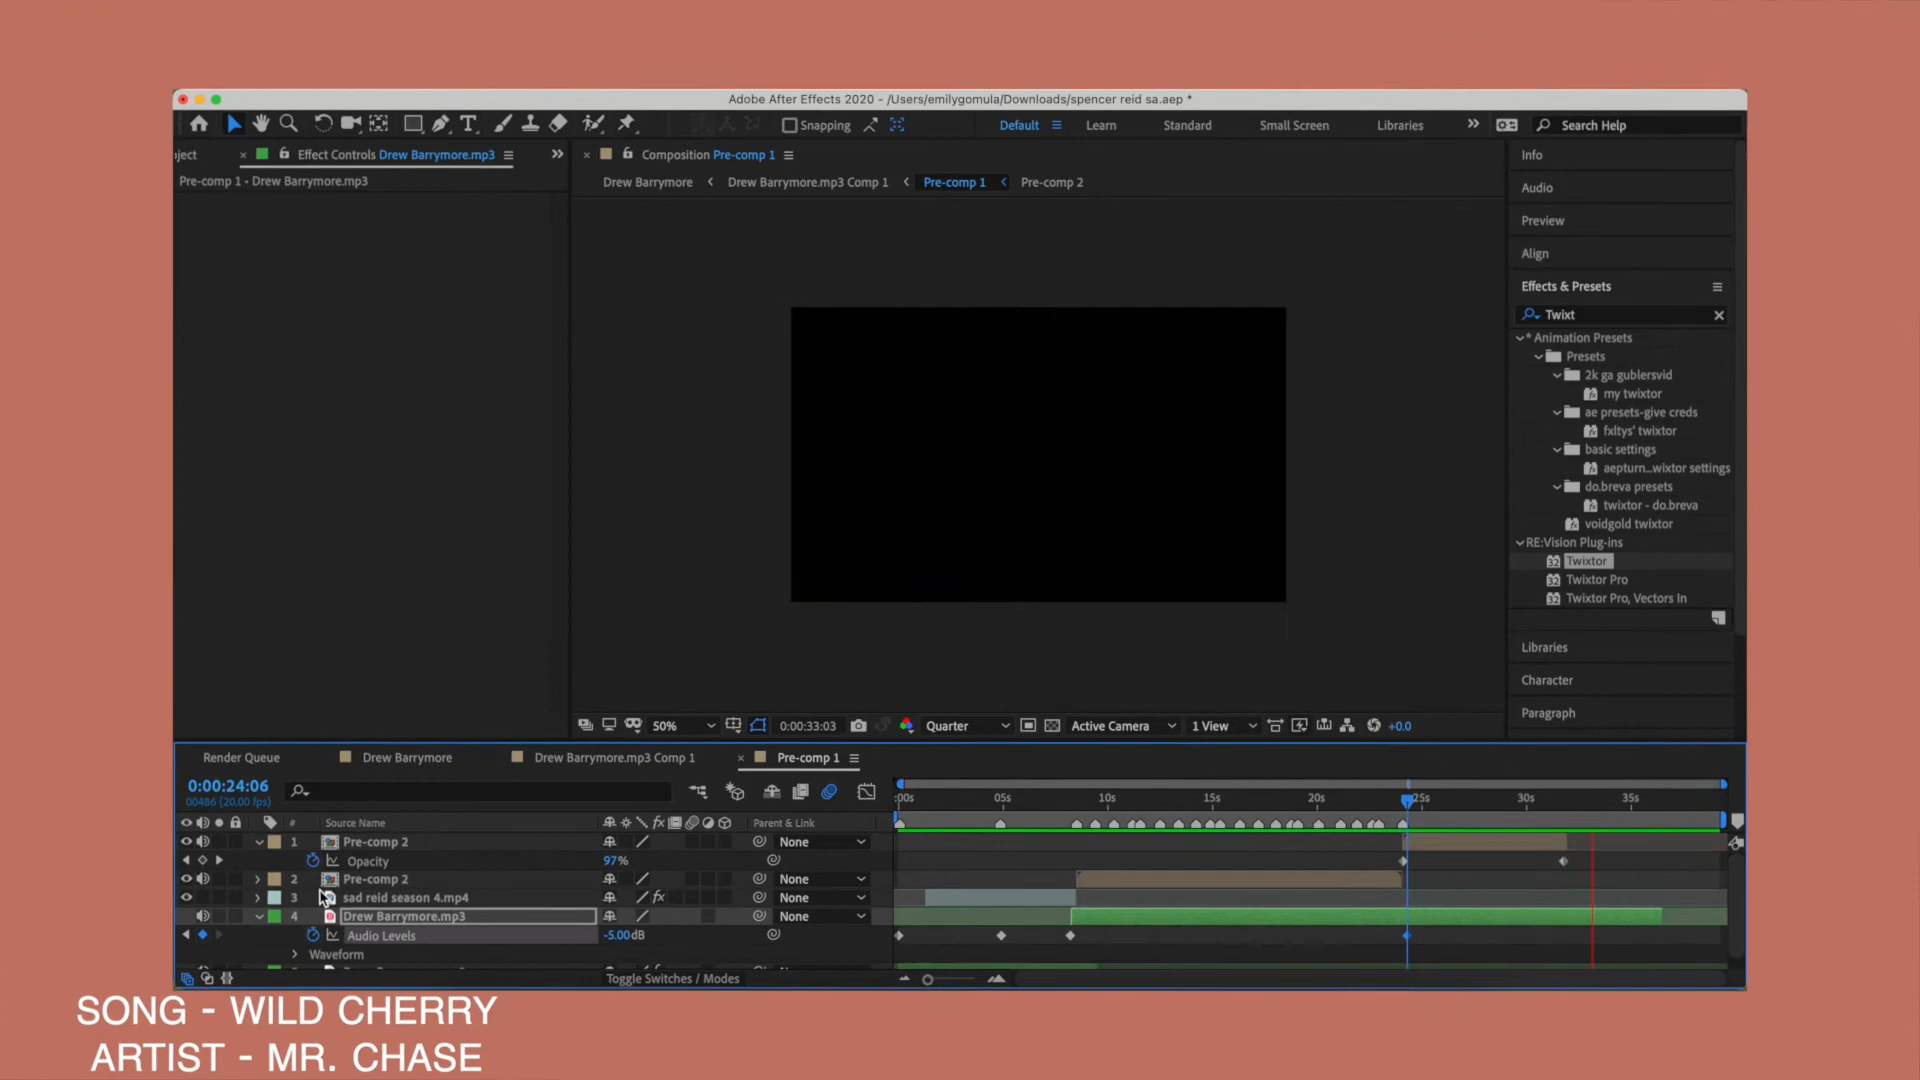 Adobe After Effects 2020 - /Users/emilygomula/Downloads/spencer reid sa.aep *
Snapping
Default
Learn
Standard
Small Screen
Libraries
Search Help
ject
Effect Controls Drew Barrymore.mp3
Composition Pre-comp 1
Info
Pre-comp 1 • Drew Barrymore.mp3
Drew Barrymore
Drew Barrymore.mp3 Comp 1
Pre-comp 1
Pre-comp 2
Audio
Preview
Align
Effects & Presets
Twixt
* Animation Presets
Presets
2k ga gublersvid
my twixtor
ae presets-give creds
fxltys' twixtor
basic settings
aepturn...wixtor settings
do.breva presets
twixtor - do.breva
voidgold twixtor
RE:Vision Plug-ins
Twixtor
Twixtor Pro
Twixtor Pro, Vectors In
Libraries
Character
Paragraph
50%
0:00:33:03
Quarter
Active Camera
1 View
+0.0
Render Queue
Drew Barrymore
Drew Barrymore.mp3 Comp 1
Pre-comp 1
0:00:24:06
00486 (20.00 fps)
:00s
05s
10s
15s
20s
25s
30s
35s
#
Source Name
Parent & Link
1
Pre-comp 2
None
Opacity
97%
2
Pre-comp 2
None
3
sad reid season 4.mp4
None
4
Drew Barrymore.mp3
None
Audio Levels
-5.00dB
Waveform
Toggle Switches / Modes
SONG - WILD CHERRY
ARTIST - MR. CHASE